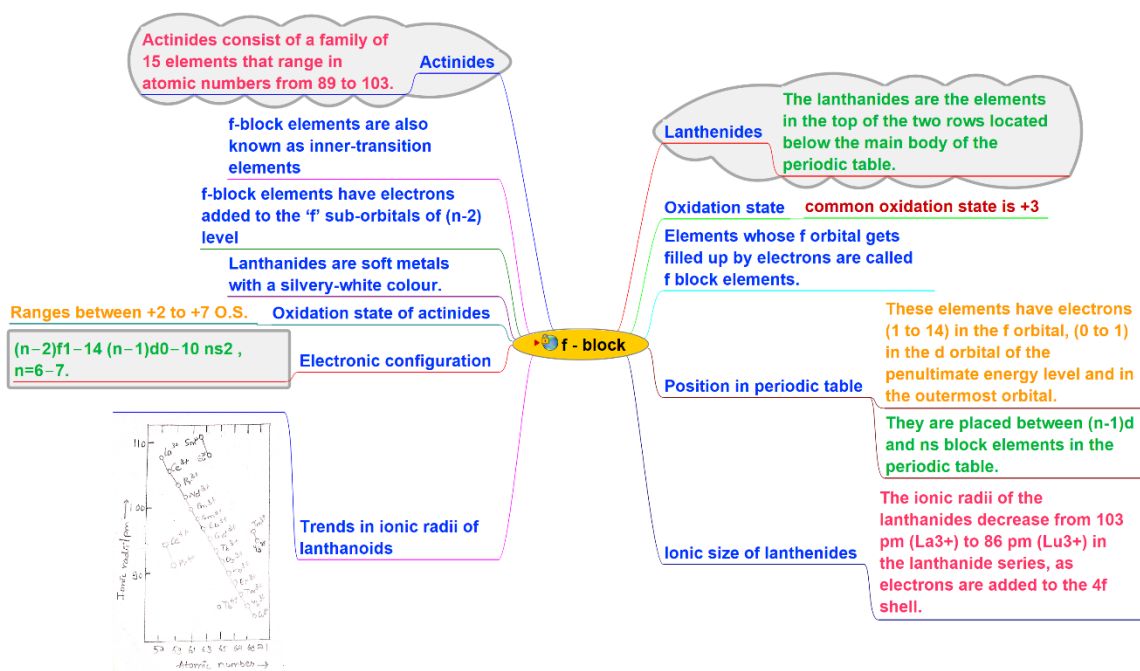 Actinides consist of a family of
15 elements that range in
atomic numbers from 89 to 103.
Actinides
f-block elements are also
known as inner-transition
elements
f-block elements have electrons
added to the ‘f’ sub-orbitals of (n-2)
level
Lanthanides are soft metals
with a silvery-white colour.
Ranges between +2 to +7 O.S.
Oxidation state of actinides
(n−2)f1−14 (n−1)d0−10 ns2 ,
n=6−7.
Electronic configuration
Trends in ionic radii of
lanthanoids
f - block
Lanthenides
The lanthanides are the elements
in the top of the two rows located
below the main body of the
periodic table.
Oxidation state
common oxidation state is +3
Elements whose f orbital gets
filled up by electrons are called
f block elements.
Position in periodic table
These elements have electrons
(1 to 14) in the f orbital, (0 to 1)
in the d orbital of the
penultimate energy level and in
the outermost orbital.
They are placed between (n-1)d
and ns block elements in the
periodic table.
Ionic size of lanthenides
The ionic radii of the
lanthanides decrease from 103
pm (La3+) to 86 pm (Lu3+) in
the lanthanide series, as
electrons are added to the 4f
shell.
110
100
90
Ionic radii/pm
57 59 61 63 65 67 69 71
Atomic number